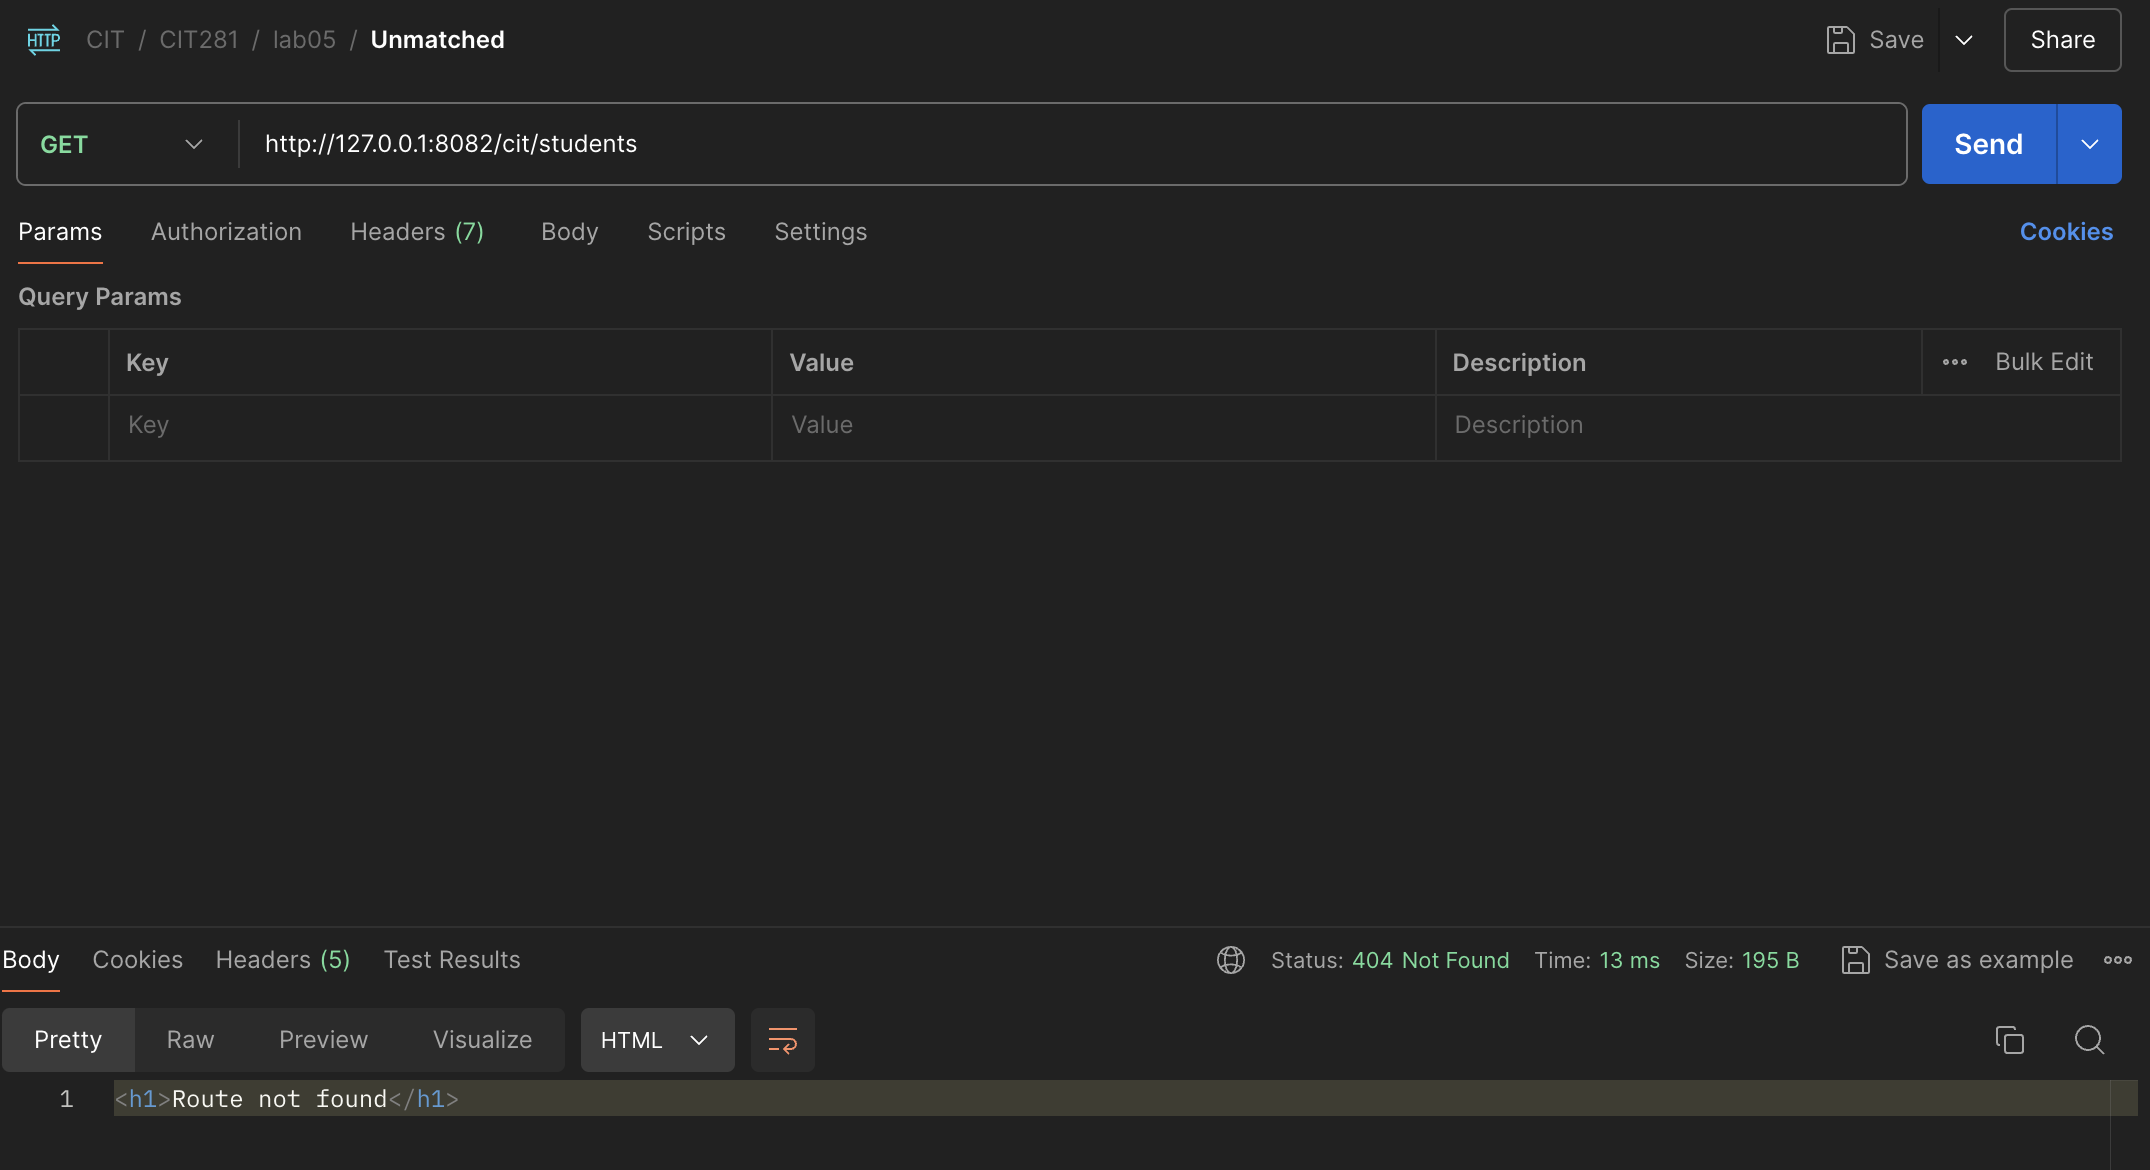 HTTP CIT / CIT281 / lab05 / Unmatched Save Share
GET http://127.0.0.1:8082/cit/students Send
Params Authorization Headers (7) Body Scripts Settings Cookies
Query Params
Key Value Description Bulk Edit
Key Value Description
Body Cookies Headers (5) Test Results Status: 404 Not Found Time: 13 ms Size: 195 B Save as example
Pretty Raw Preview Visualize HTML
1 <h1>Route not found</h1>